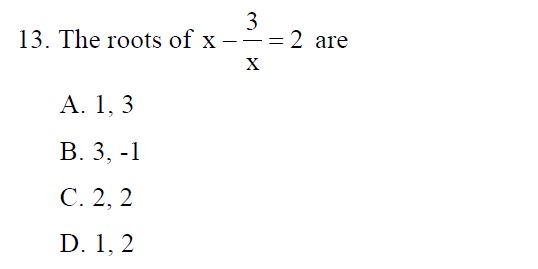 13. The roots of x – 3/x = 2 are
A. 1, 3
B. 3, -1
C. 2, 2
D. 1, 2